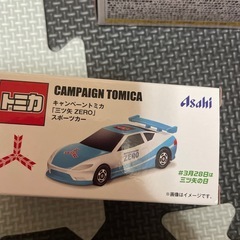 トミカ
CAMPAIGN TOMICA
キャンペーントミカ
「三ツ矢 ZERO」
スポーツカー
Asahi
ZERO
#3月28日は
三ツ矢の日
※画像はイメージです。